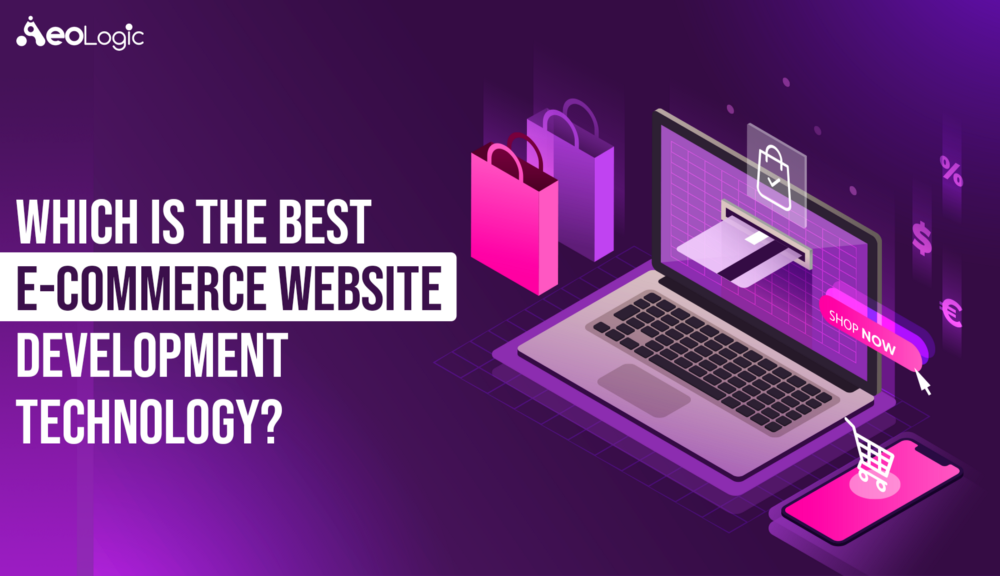 AeoLogic
WHICH IS THE BEST
E-COMMERCE WEBSITE
DEVELOPMENT
TECHNOLOGY?
SHOP NOW
%
$
€